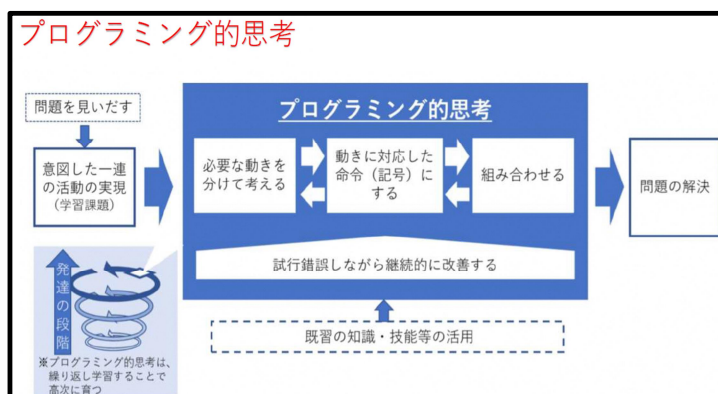 プログラミング的思考
問題を見いだす
意図した一連
の活動の実現
(学習課題)
プログラミング的思考
必要な動きを
分けて考える
動きに対応した
命令（記号）に
する
組み合わせる
試行錯誤しながら継続的に改善する
問題の解決
既習の知識・技能等の活用
発達の段階
※プログラミング的思考は、
繰り返し学習することで
高次に育つ